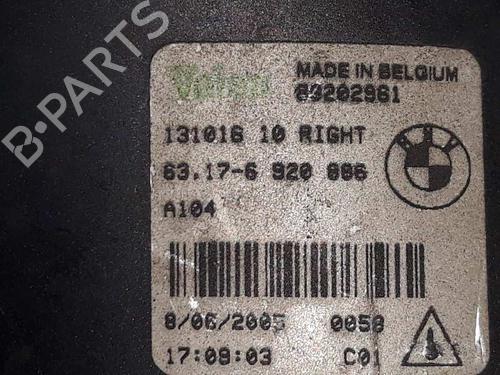 B-PARTS
Valeo
MADE IN BELGIUM
89202961
131016 10 RIGHT
63.17-6 920 886
A104
8/06/2005 0058
17:09:03 C01